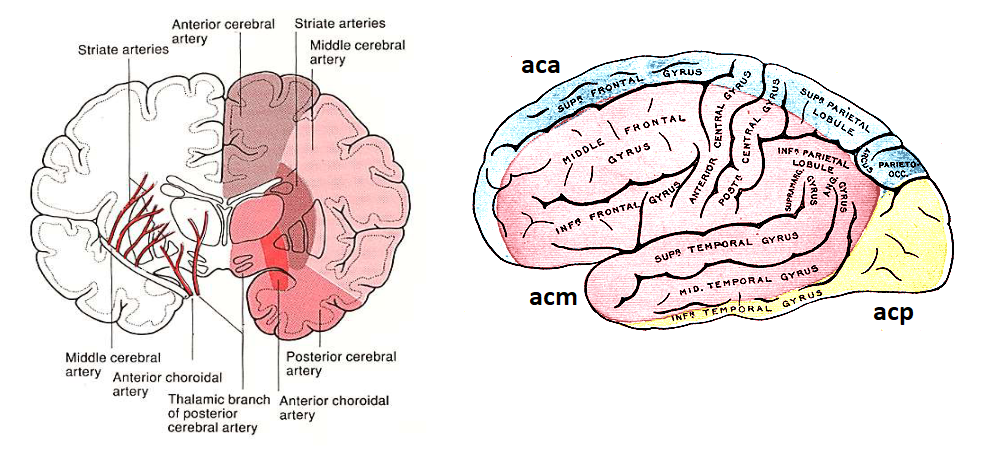 Anterior cerebral
artery
Striate arteries
Striate arteries
Middle cerebral
artery
Middle cerebral
artery
Anterior choroidal
artery
Thalamic branch
of posterior
cerebral artery
Posterior cerebral
artery
Anterior choroidal
artery
aca
acm
acp
SUPR FRONTAL GYRUS
MIDDLE FRONTAL
GYRUS
INFR FRONTAL GYRUS
ANTERIOR CENTRAL GYRUS
POSTR CENTRAL GYRUS
SUPR PARIETAL
LOBULE
INFR PARIETAL
LOBULE
SUPRAMARG.
GYRUS
ANG. GYRUS
ARCUS
PARIETO-
OCC.
SUPR TEMPORAL GYRUS
MID. TEMPORAL GYRUS
INFR TEMPORAL GYRUS